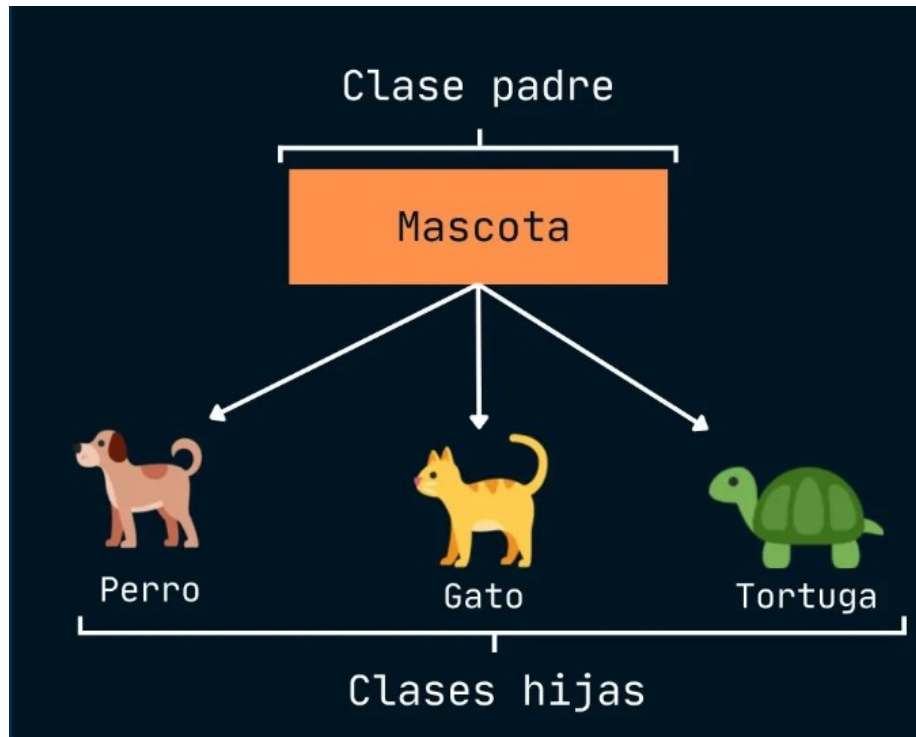 Clase padre
Mascota
Perro
Gato
Tortuga
Clases hijas